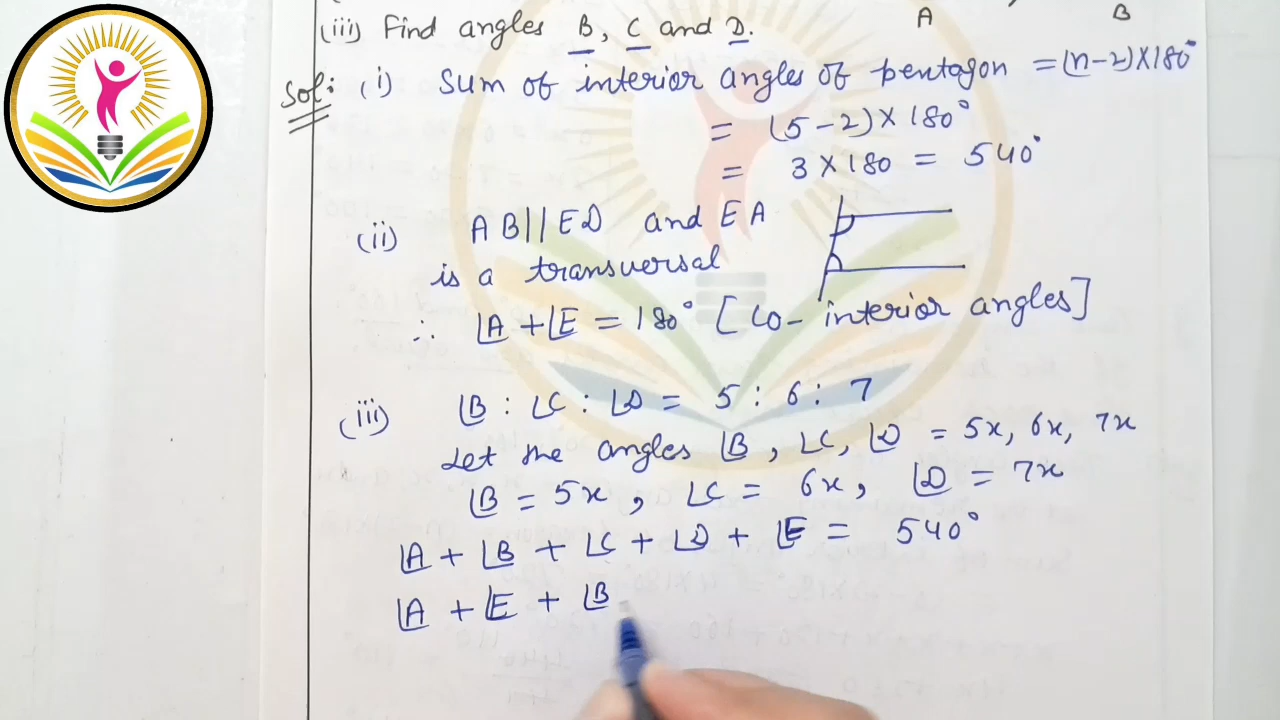 (iii) Find angles B, C and D.
A B
Sol: (i) Sum of interior angles of pentagon = (n-2)×180°
= (5-2)×180°
= 3×180 = 540°
(ii) AB||ED and EA
is a transversal
∴ ∠A + ∠E = 180° [Co-interior angles]
(iii) ∠B : ∠C : ∠D = 5 : 6 : 7
Let the angles ∠B, ∠C, ∠D = 5x, 6x, 7x
∠B = 5x, ∠C = 6x, ∠D = 7x
∠A + ∠B + ∠C + ∠D + ∠E = 540°
∠A + ∠E + ∠B